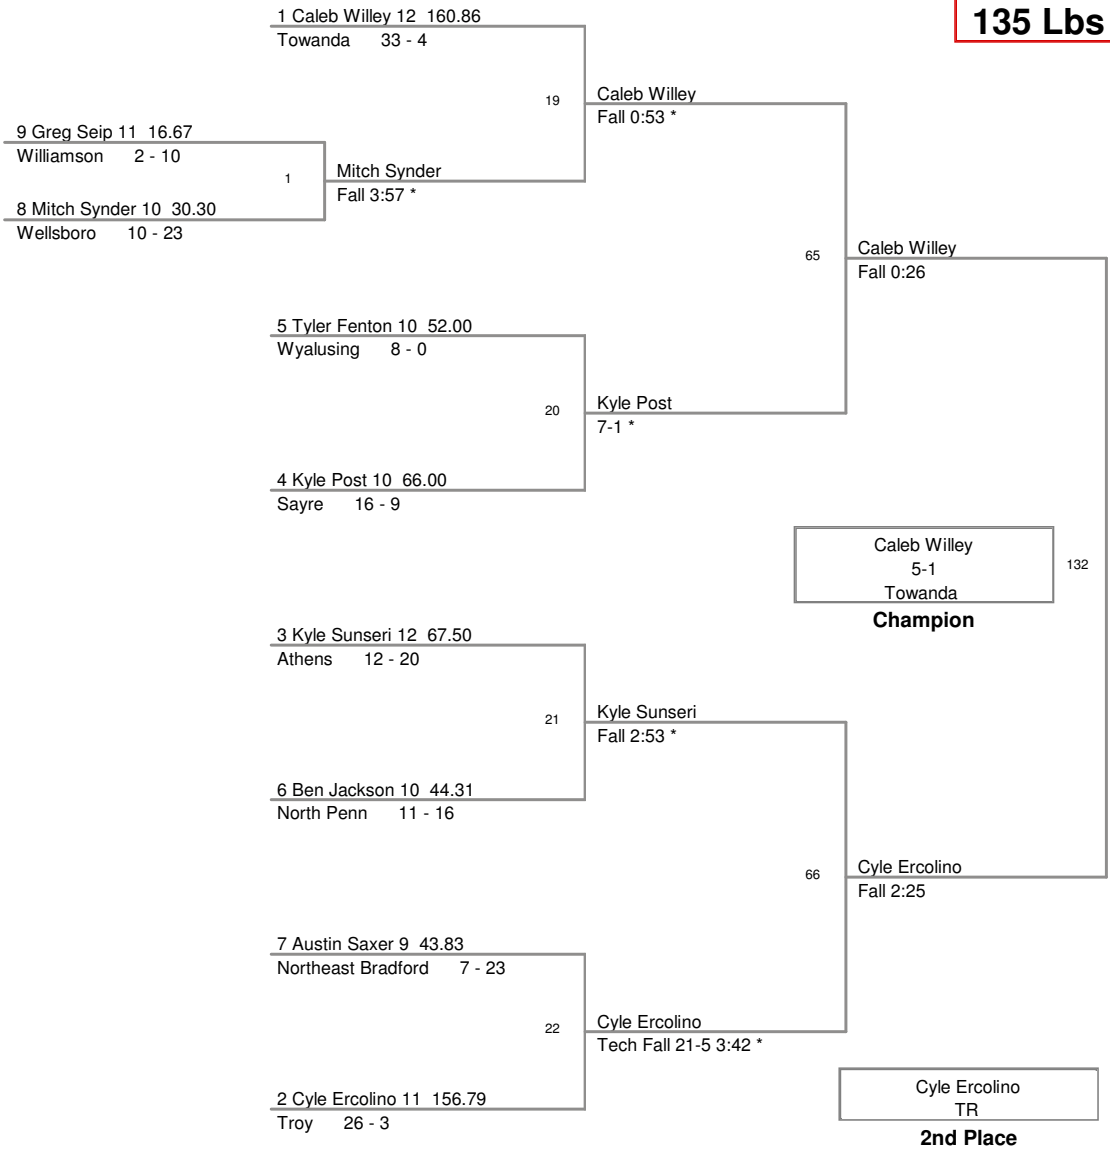 135 Lbs
1 Caleb Willey 12 160.86
Towanda 33 - 4
19
Caleb Willey
Fall 0:53 *
9 Greg Seip 11 16.67
Williamson 2 - 10
1
Mitch Synder
Fall 3:57 *
8 Mitch Synder 10 30.30
Wellsboro 10 - 23
65
Caleb Willey
Fall 0:26
5 Tyler Fenton 10 52.00
Wyalusing 8 - 0
20
Kyle Post
7-1 *
4 Kyle Post 10 66.00
Sayre 16 - 9
Caleb Willey
5-1
Towanda
Champion
132
3 Kyle Sunseri 12 67.50
Athens 12 - 20
21
Kyle Sunseri
Fall 2:53 *
6 Ben Jackson 10 44.31
North Penn 11 - 16
66
Cyle Ercolino
Fall 2:25
7 Austin Saxer 9 43.83
Northeast Bradford 7 - 23
22
Cyle Ercolino
Tech Fall 21-5 3:42 *
2 Cyle Ercolino 11 156.79
Troy 26 - 3
Cyle Ercolino
TR
2nd Place